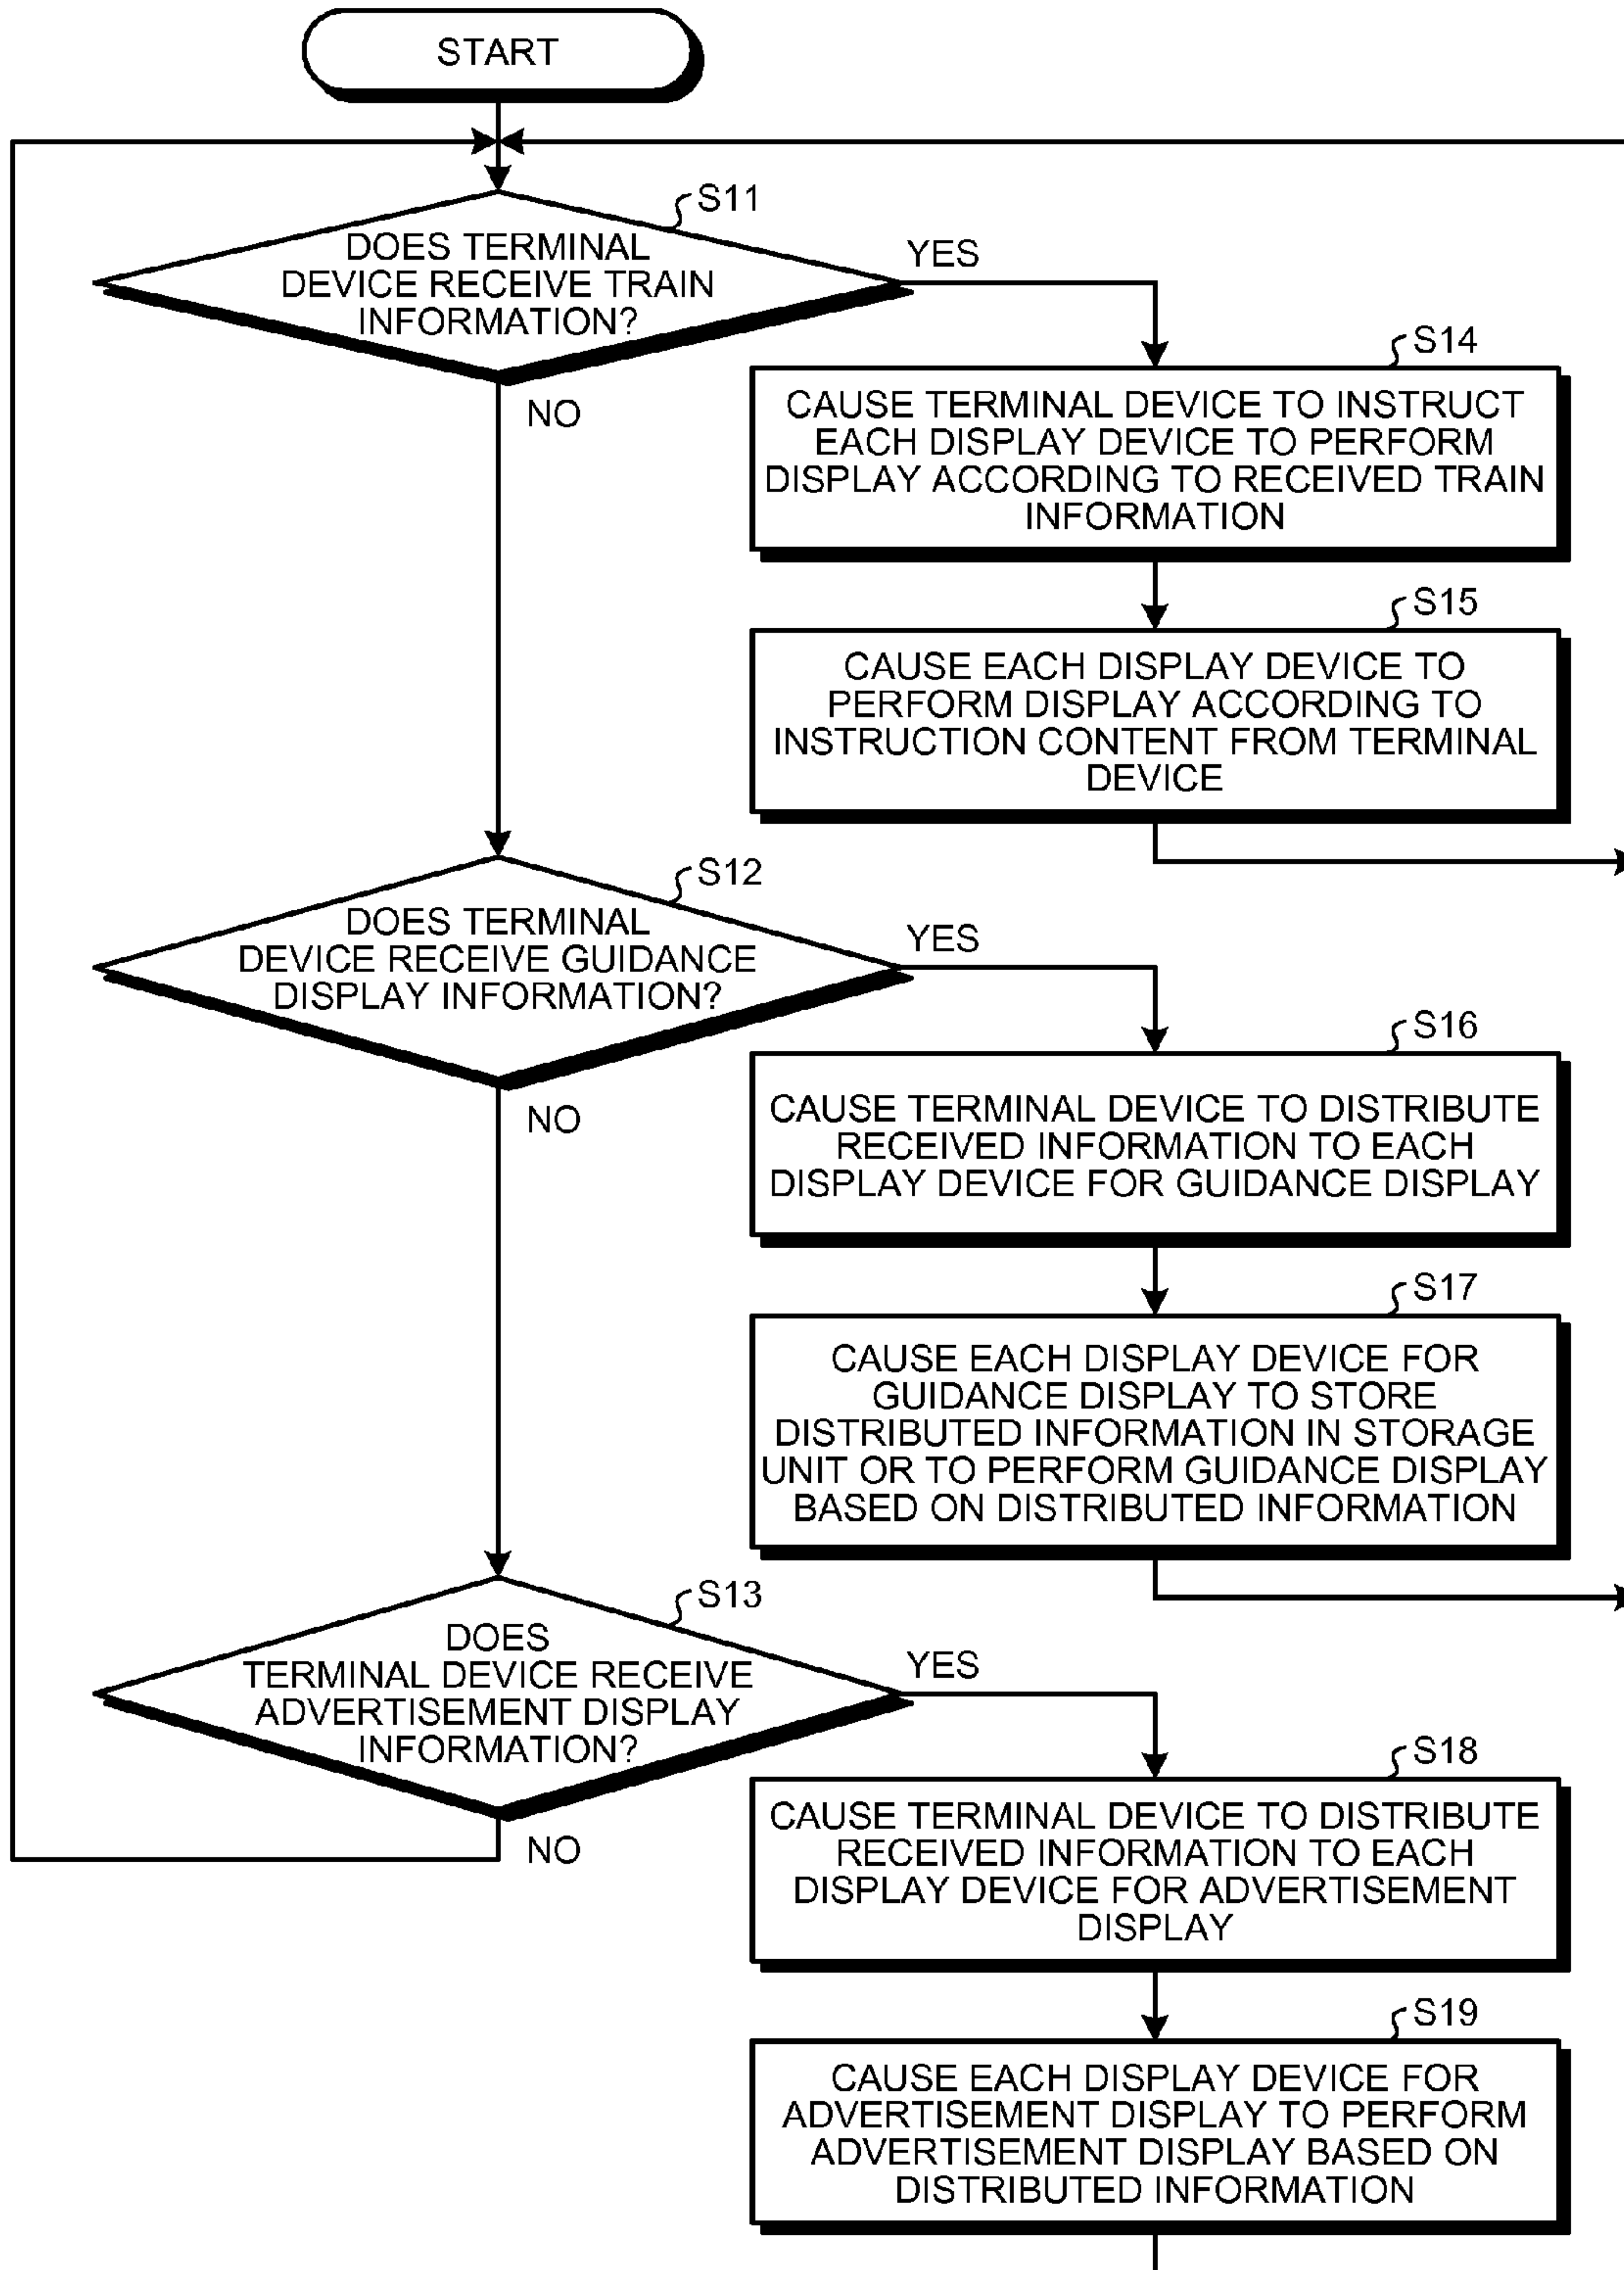 START
S11
DOES TERMINAL
DEVICE RECEIVE TRAIN
INFORMATION?
YES
NO
S14
CAUSE TERMINAL DEVICE TO INSTRUCT
EACH DISPLAY DEVICE TO PERFORM
DISPLAY ACCORDING TO RECEIVED TRAIN
INFORMATION
S15
CAUSE EACH DISPLAY DEVICE TO
PERFORM DISPLAY ACCORDING TO
INSTRUCTION CONTENT FROM TERMINAL
DEVICE
S12
DOES TERMINAL
DEVICE RECEIVE GUIDANCE
DISPLAY INFORMATION?
YES
NO
S16
CAUSE TERMINAL DEVICE TO DISTRIBUTE
RECEIVED INFORMATION TO EACH
DISPLAY DEVICE FOR GUIDANCE DISPLAY
S17
CAUSE EACH DISPLAY DEVICE FOR
GUIDANCE DISPLAY TO STORE
DISTRIBUTED INFORMATION IN STORAGE
UNIT OR TO PERFORM GUIDANCE DISPLAY
BASED ON DISTRIBUTED INFORMATION
S13
DOES
TERMINAL DEVICE RECEIVE
ADVERTISEMENT DISPLAY
INFORMATION?
YES
NO
S18
CAUSE TERMINAL DEVICE TO DISTRIBUTE
RECEIVED INFORMATION TO EACH
DISPLAY DEVICE FOR ADVERTISEMENT
DISPLAY
S19
CAUSE EACH DISPLAY DEVICE FOR
ADVERTISEMENT DISPLAY TO PERFORM
ADVERTISEMENT DISPLAY BASED ON
DISTRIBUTED INFORMATION